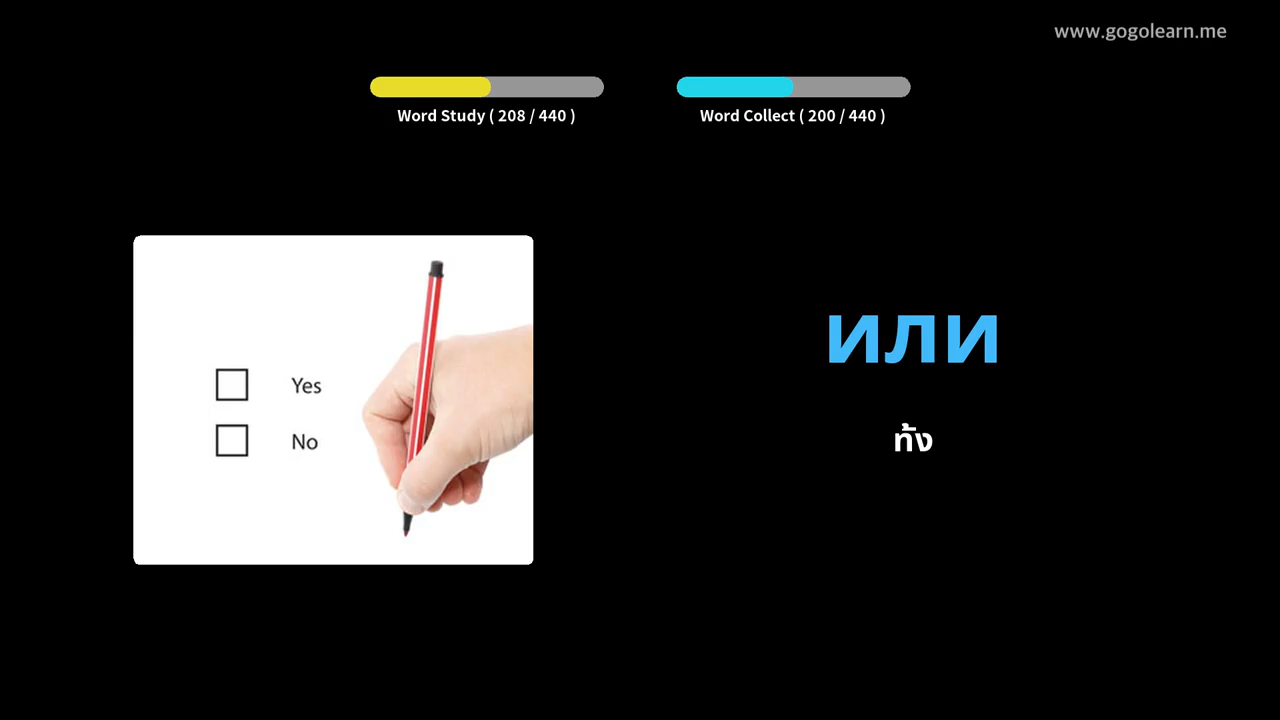 www.gogolearn.me
Word Study ( 208 / 440 )
Word Collect ( 200 / 440 )
Yes
No
или
ทั้ง